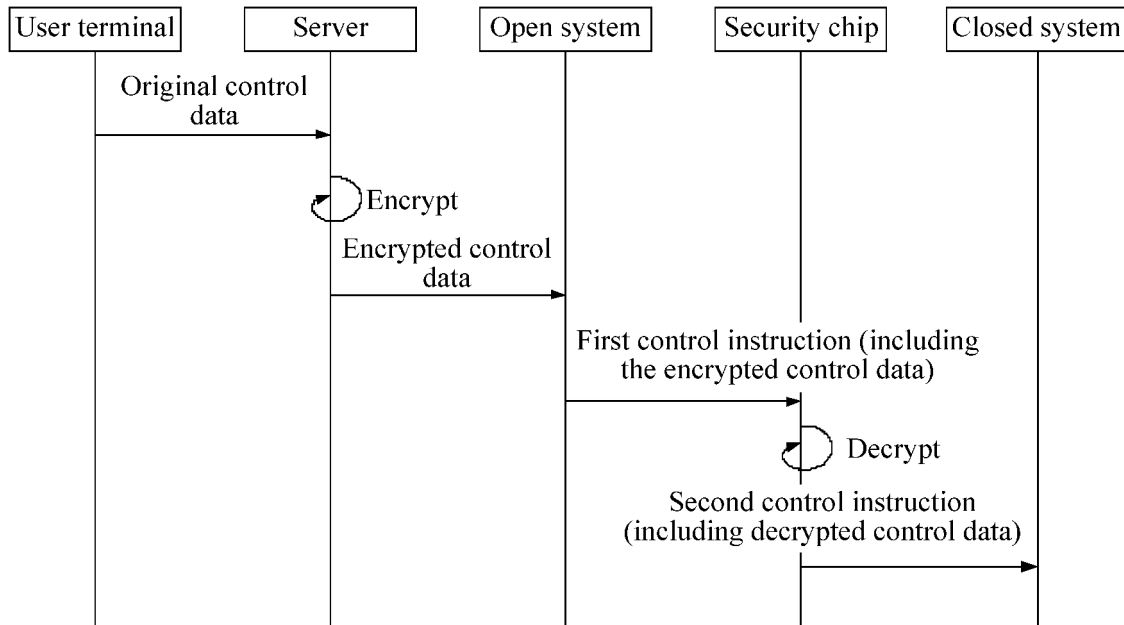 User terminal
Server
Open system
Security chip
Closed system
Original control
data
Encrypt
Encrypted control
data
First control instruction (including
the encrypted control data)
Decrypt
Second control instruction
(including decrypted control data)